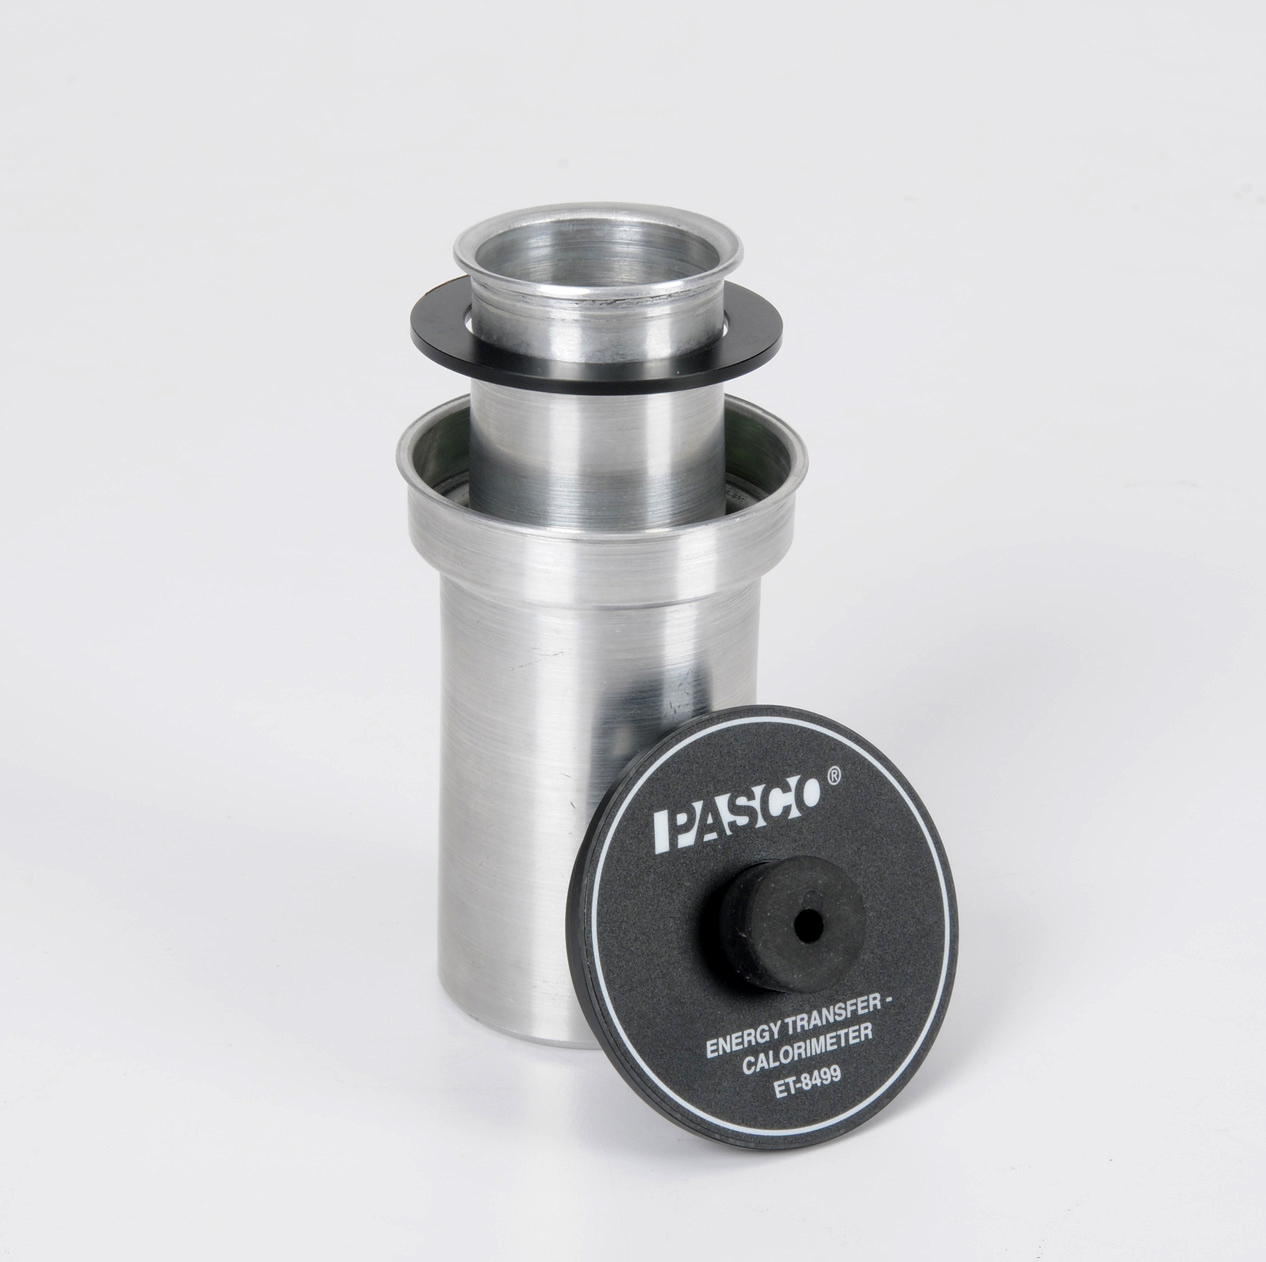 PASCO®
ENERGY TRANSFER -
CALORIMETER
ET-8499